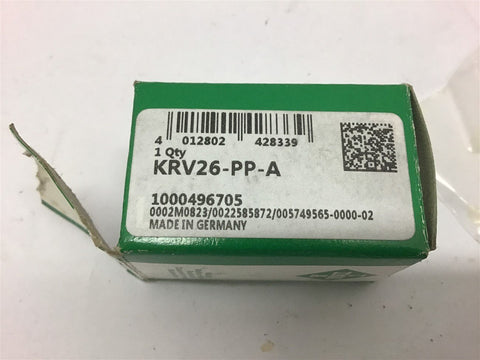 4 012802 428339
1 Qty
KRV26-PP-A
1000496705
0002M0823/0022585872/005749565-0000-02
MADE IN GERMANY